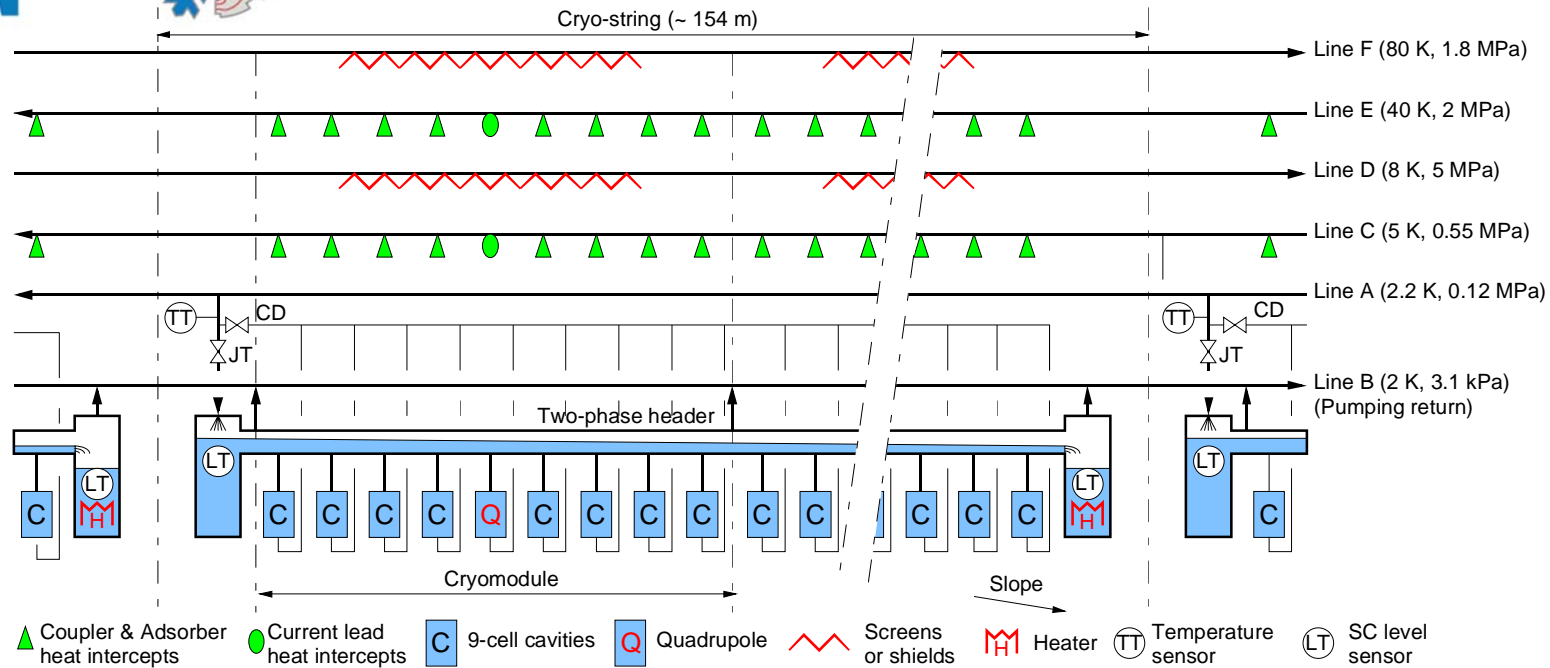 Cryo-string (~ 154 m)
Line F (80 K, 1.8 MPa)
Line E (40 K, 2 MPa)
Line D (8 K, 5 MPa)
Line C (5 K, 0.55 MPa)
Line A (2.2 K, 0.12 MPa)
TT
CD
JT
TT
CD
JT
Line B (2 K, 3.1 kPa)
(Pumping return)
Two-phase header
LT
LT
LT
LT
H
H
C
C
C
C
C
Q
C
C
C
C
C
C
C
C
C
C
Cryomodule
Slope
Coupler & Adsorber
heat intercepts
Current lead
heat intercepts
C
9-cell cavities
Q
Quadrupole
Screens
or shields
H
Heater
TT
Temperature
sensor
LT
SC level
sensor